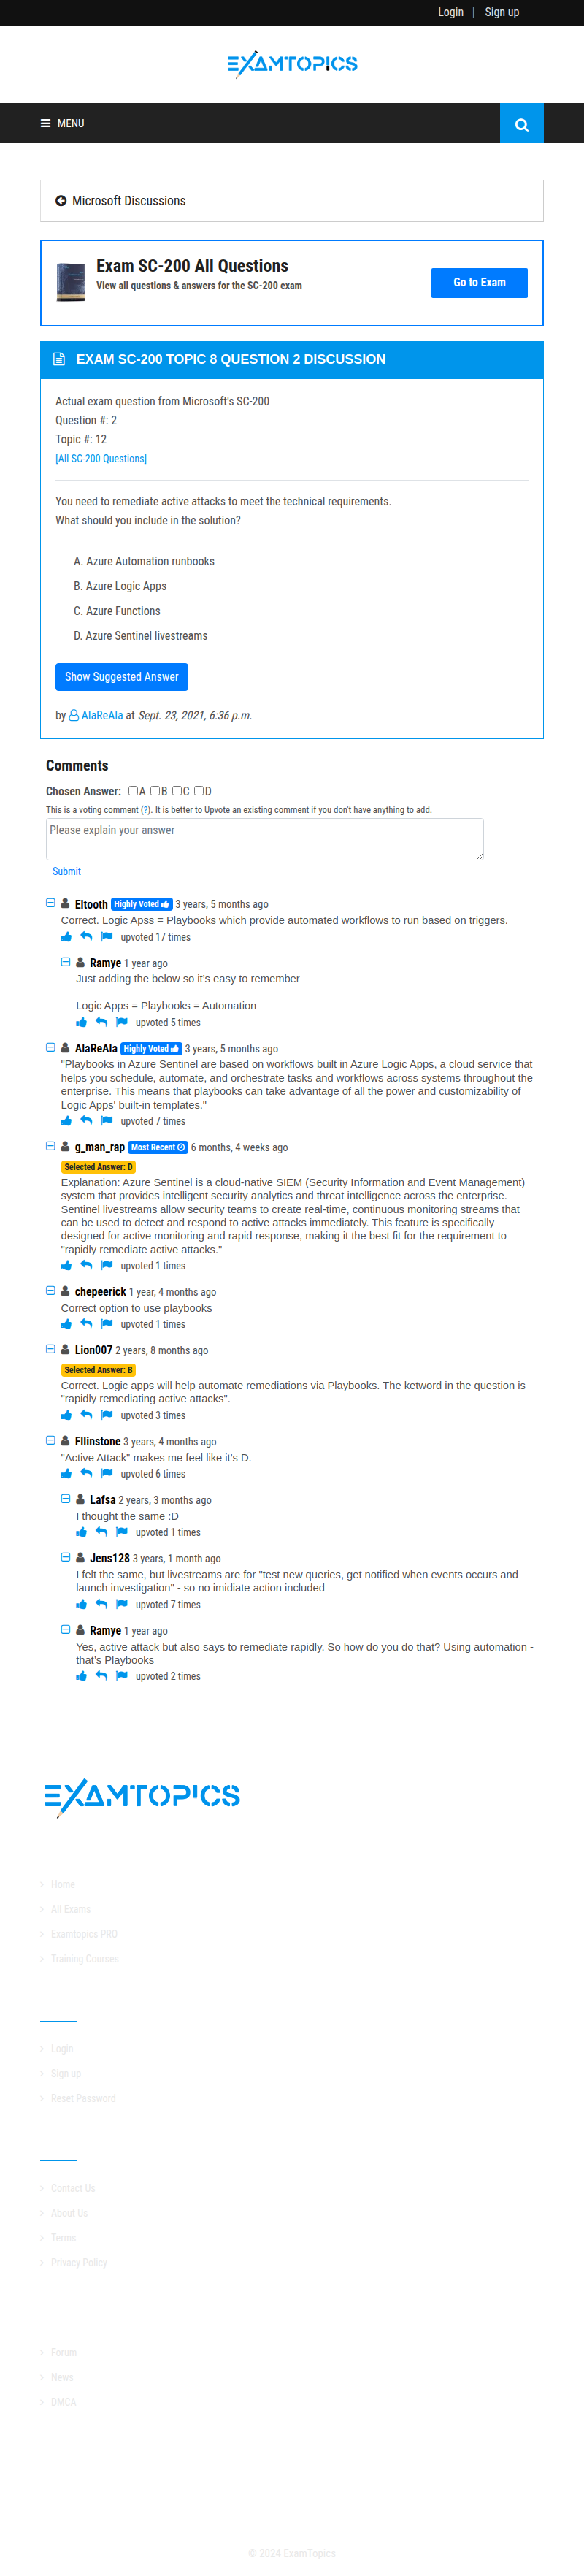 Login | Sign up
EXAMTOPICS
MENU
Microsoft Discussions
Exam SC-200 All Questions
View all questions & answers for the SC-200 exam
Go to Exam
EXAM SC-200 TOPIC 8 QUESTION 2 DISCUSSION
Actual exam question from Microsoft's SC-200
Question #: 2
Topic #: 12
[All SC-200 Questions]
You need to remediate active attacks to meet the technical requirements.
What should you include in the solution?
A. Azure Automation runbooks
B. Azure Logic Apps
C. Azure Functions
D. Azure Sentinel livestreams
Show Suggested Answer
by AlaReAla at Sept. 23, 2021, 6:36 p.m.
Comments
Chosen Answer: A B C D
This is a voting comment (?). It is better to Upvote an existing comment if you don't have anything to add.
Please explain your answer
Submit
Eltooth Highly Voted 3 years, 5 months ago
Correct. Logic Apss = Playbooks which provide automated workflows to run based on triggers.
upvoted 17 times
Ramye 1 year ago
Just adding the below so it's easy to remember
Logic Apps = Playbooks = Automation
upvoted 5 times
AlaReAla Highly Voted 3 years, 5 months ago
"Playbooks in Azure Sentinel are based on workflows built in Azure Logic Apps, a cloud service that
helps you schedule, automate, and orchestrate tasks and workflows across systems throughout the
enterprise. This means that playbooks can take advantage of all the power and customizability of
Logic Apps' built-in templates."
upvoted 7 times
g_man_rap Most Recent 6 months, 4 weeks ago
Selected Answer: D
Explanation: Azure Sentinel is a cloud-native SIEM (Security Information and Event Management)
system that provides intelligent security analytics and threat intelligence across the enterprise.
Sentinel livestreams allow security teams to create real-time, continuous monitoring streams that
can be used to detect and respond to active attacks immediately. This feature is specifically
designed for active monitoring and rapid response, making it the best fit for the requirement to
"rapidly remediate active attacks."
upvoted 1 times
chepeerick 1 year, 4 months ago
Correct option to use playbooks
upvoted 1 times
Lion007 2 years, 8 months ago
Selected Answer: B
Correct. Logic apps will help automate remediations via Playbooks. The ketword in the question is
"rapidly remediating active attacks".
upvoted 3 times
Fllinstone 3 years, 4 months ago
"Active Attack" makes me feel like it's D.
upvoted 6 times
Lafsa 2 years, 3 months ago
I thought the same :D
upvoted 1 times
Jens128 3 years, 1 month ago
I felt the same, but livestreams are for "test new queries, get notified when events occurs and
launch investigation" - so no imidiate action included
upvoted 7 times
Ramye 1 year ago
Yes, active attack but also says to remediate rapidly. So how do you do that? Using automation -
that's Playbooks
upvoted 2 times
EXAMTOPICS
Home
All Exams
Examtopics PRO
Training Courses
Login
Sign up
Reset Password
Contact Us
About Us
Terms
Privacy Policy
Forum
News
DMCA
© 2024 ExamTopics